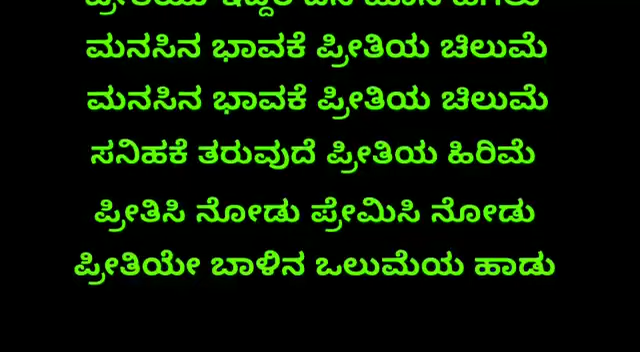 ಮನಸಿನ ಭಾವಕೆ ಪ್ರೀತಿಯ ಚಿಲುಮೆ
ಮನಸಿನ ಭಾವಕೆ ಪ್ರೀತಿಯ ಚಿಲುಮೆ
ಸನಿಹಕೆ ತರುವುದೆ ಪ್ರೀತಿಯ ಹಿರಿಮೆ
ಪ್ರೀತಿಸಿ ನೋಡು ಪ್ರೇಮಿಸಿ ನೋಡು
ಪ್ರೀತಿಯೇ ಬಾಳಿನ ಒಲುಮೆಯ ಹಾಡು